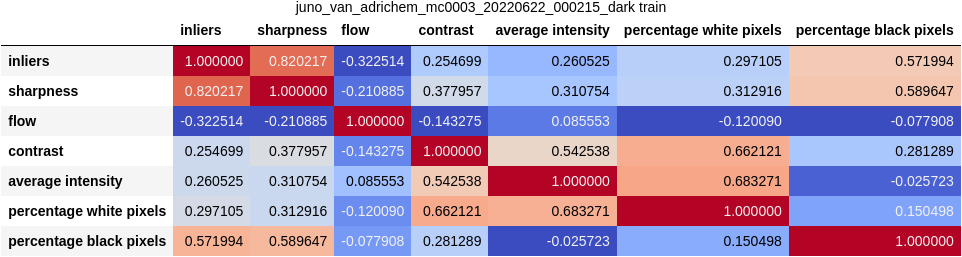 juno_van_adrichem_mc0003_20220622_000215_dark train
inliers sharpness flow contrast average intensity percentage white pixels percentage black pixels
inliers 1.000000 0.820217 -0.322514 0.254699 0.260525 0.297105 0.571994
sharpness 0.820217 1.000000 -0.210885 0.377957 0.310754 0.312916 0.589647
flow -0.322514 -0.210885 1.000000 -0.143275 0.085553 -0.120090 -0.077908
contrast 0.254699 0.377957 -0.143275 1.000000 0.542538 0.662121 0.281289
average intensity 0.260525 0.310754 0.085553 0.542538 1.000000 0.683271 -0.025723
percentage white pixels 0.297105 0.312916 -0.120090 0.662121 0.683271 1.000000 0.150498
percentage black pixels 0.571994 0.589647 -0.077908 0.281289 -0.025723 0.150498 1.000000